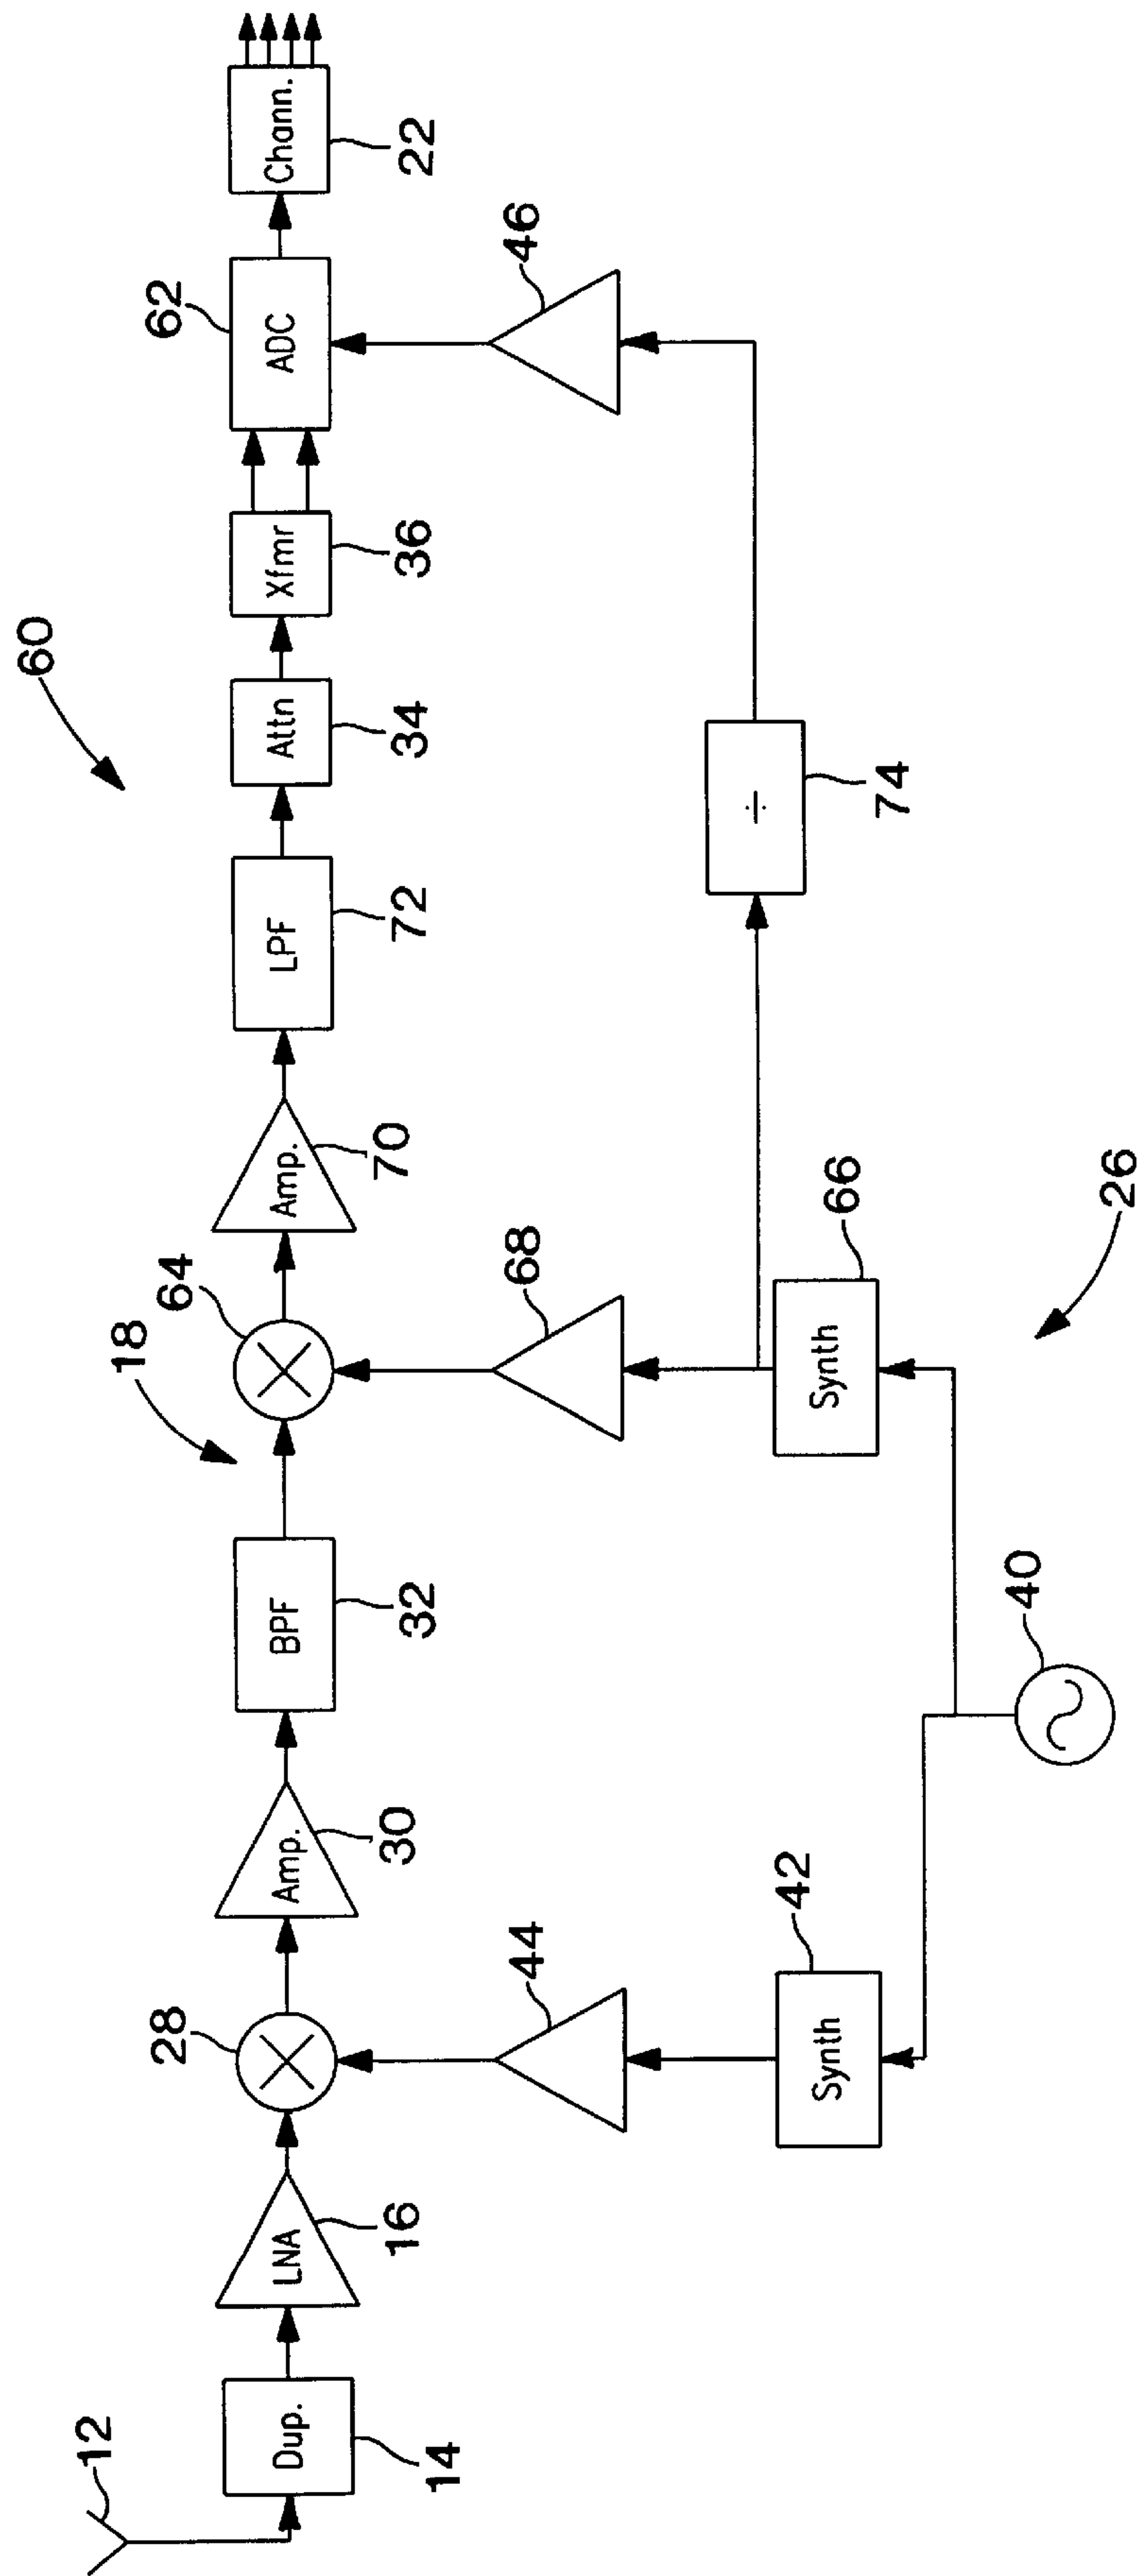 60
12
Dup.
14
LNA
16
28
Amp.
30
BPF
32
18
64
Amp.
70
LPF
72
Attn
34
Xfmr
36
62
ADC
Chann.
22
44
68
46
42
Synth
66
Synth
÷
74
40
26